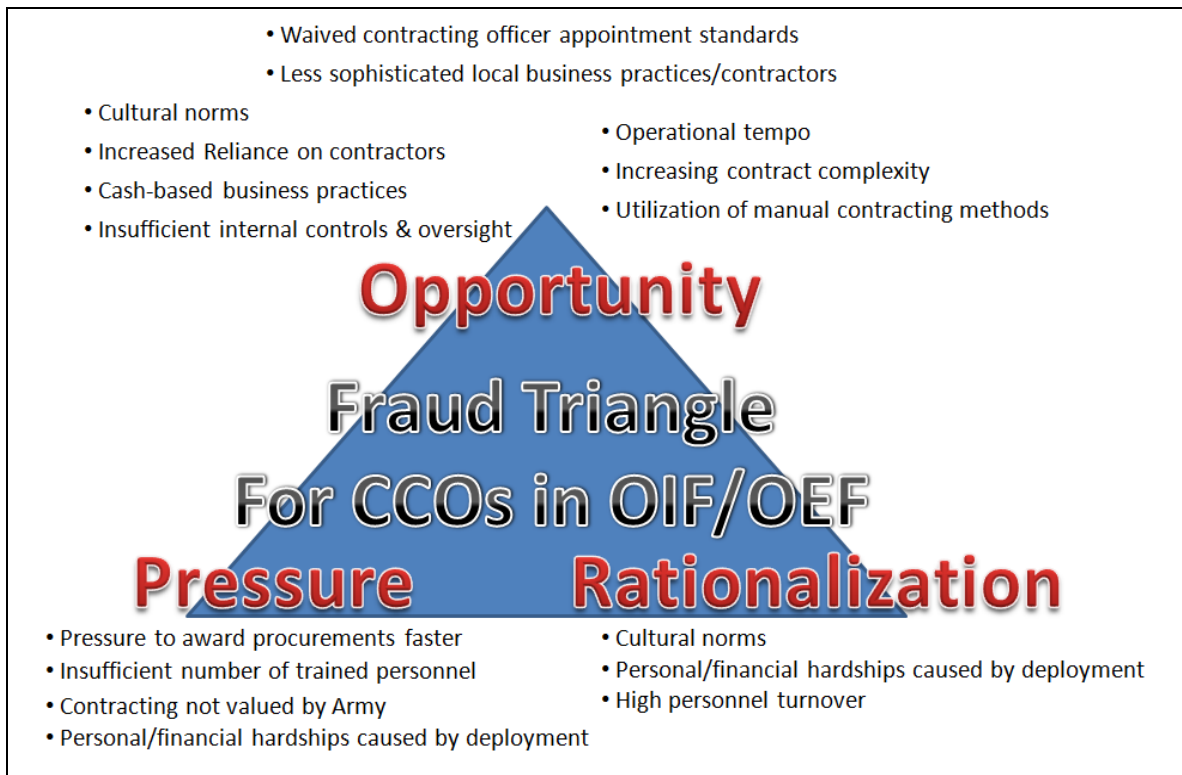 • Waived contracting officer appointment standards
• Less sophisticated local business practices/contractors
• Cultural norms
• Increased Reliance on contractors
• Cash-based business practices
• Insufficient internal controls & oversight
• Operational tempo
• Increasing contract complexity
• Utilization of manual contracting methods
Opportunity
Fraud Triangle
For CCOs in OIF/OEF
Pressure
Rationalization
• Pressure to award procurements faster
• Insufficient number of trained personnel
• Contracting not valued by Army
• Personal/financial hardships caused by deployment
• Cultural norms
• Personal/financial hardships caused by deployment
• High personnel turnover